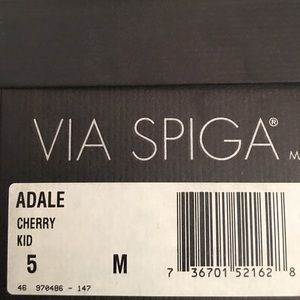 VIA SPIGA® M
ADALE
CHERRY
KID
5 M
46 970486 - 147
7 36701 52162 8